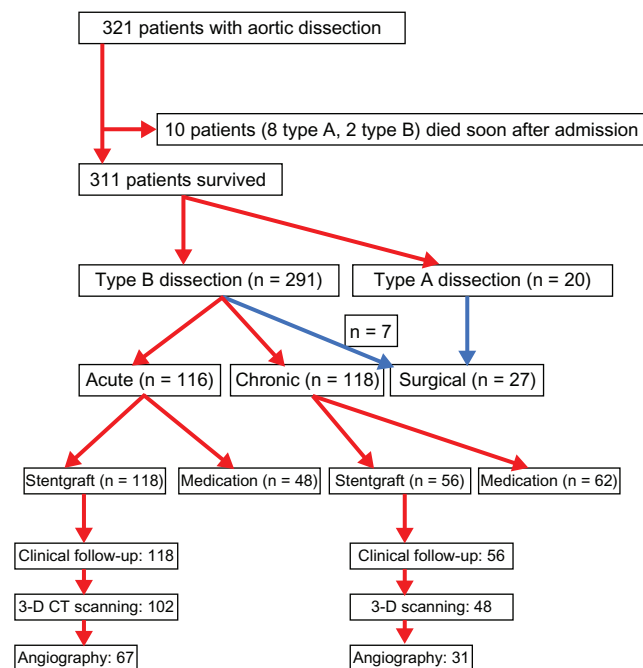 321 patients with aortic dissection
10 patients (8 type A, 2 type B) died soon after admission
311 patients survived
Type B dissection (n = 291)
Type A dissection (n = 20)
n = 7
Acute (n = 116)
Chronic (n = 118)
Surgical (n = 27)
Stentgraft (n = 118)
Medication (n = 48)
Stentgraft (n = 56)
Medication (n = 62)
Clinical follow-up: 118
Clinical follow-up: 56
3-D CT scanning: 102
3-D scanning: 48
Angiography: 67
Angiography: 31